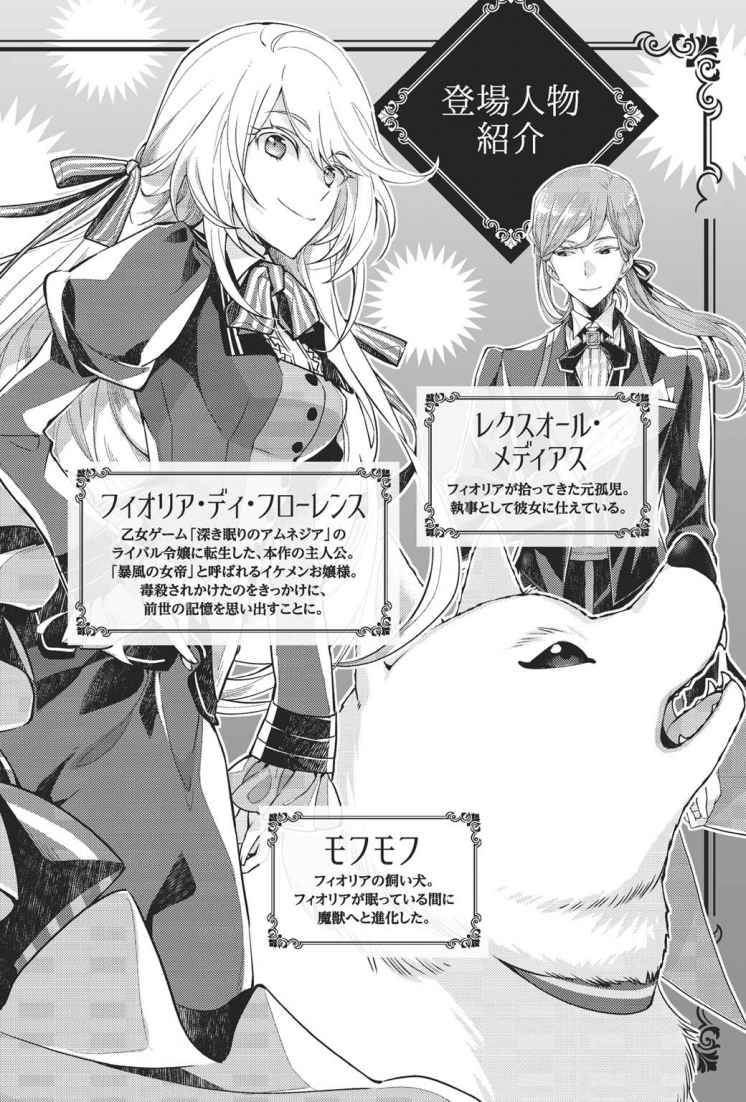 登場人物
紹介
レクスオール・
メディアス
フィオリアが拾ってきた元孤児。
執事として彼女に仕えている。
フィオリア・ディ・フローレンス
乙女ゲーム「深き眠りのアムネジア」の
ライバル令嬢に転生した、本作の主人公。
「暴風の女帝」と呼ばれるイケメンお嬢様。
毒殺されかけたのをきっかけに、
前世の記憶を思い出すことに。
モフモフ
フィオリアの飼い犬。
フィオリアが眠っている間に
魔獣へと進化した。